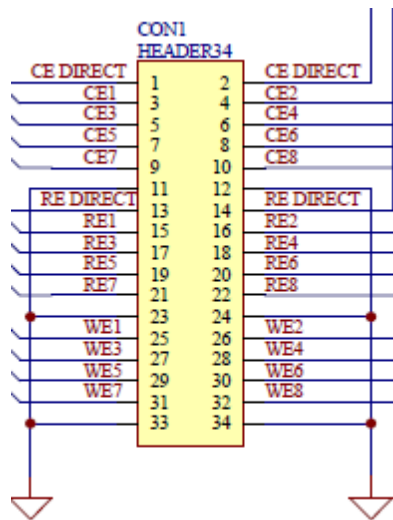 CON1
HEADER34
CE DIRECT 1 2 CE DIRECT
CE1 3 4 CE2
CE3 5 6 CE4
CE5 7 8 CE6
CE7 9 10 CE8
11 12
RE DIRECT 13 14 RE DIRECT
RE1 15 16 RE2
RE3 17 18 RE4
RE5 19 20 RE6
RE7 21 22 RE8
23 24
WE1 25 26 WE2
WE3 27 28 WE4
WE5 29 30 WE6
WE7 31 32 WE8
33 34